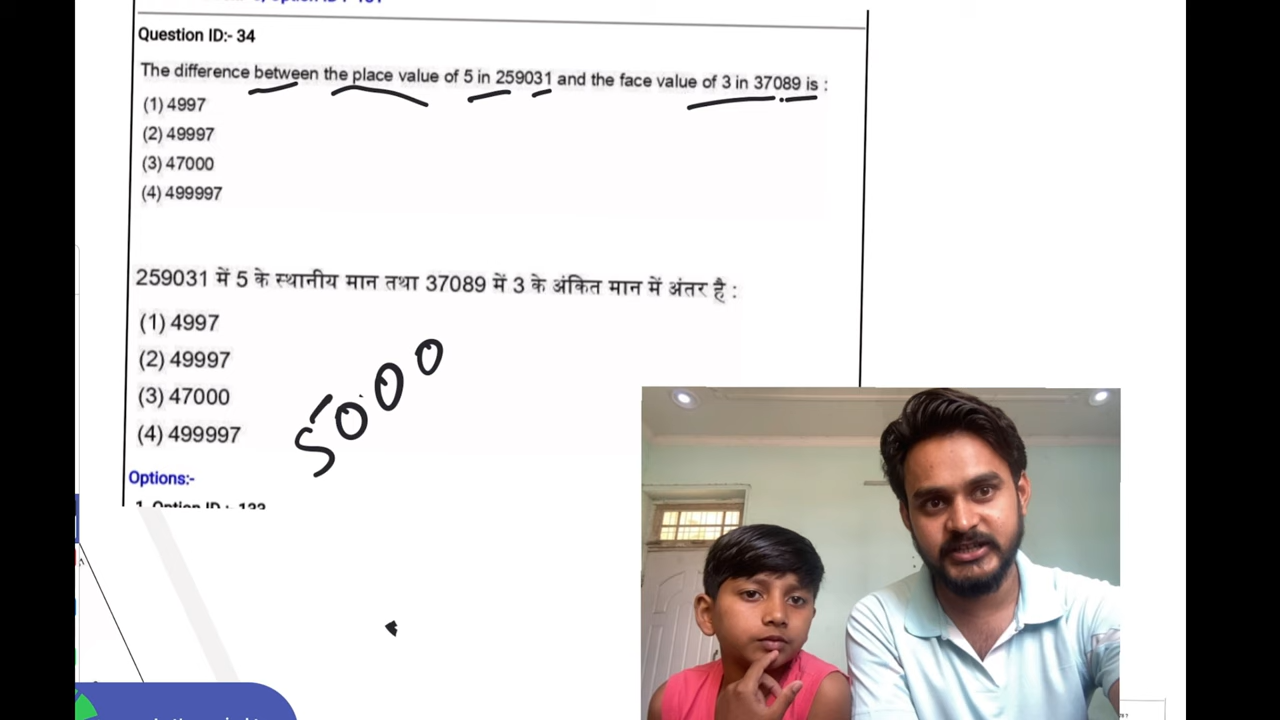 Question ID:- 34
The difference between the place value of 5 in 259031 and the face value of 3 in 37089 is :
(1) 4997
(2) 49997
(3) 47000
(4) 499997
259031 में 5 के स्थानीय मान तथा 37089 में 3 के अंकित मान में अंतर है :
(1) 4997
(2) 49997
(3) 47000
(4) 499997
5000
Options:-